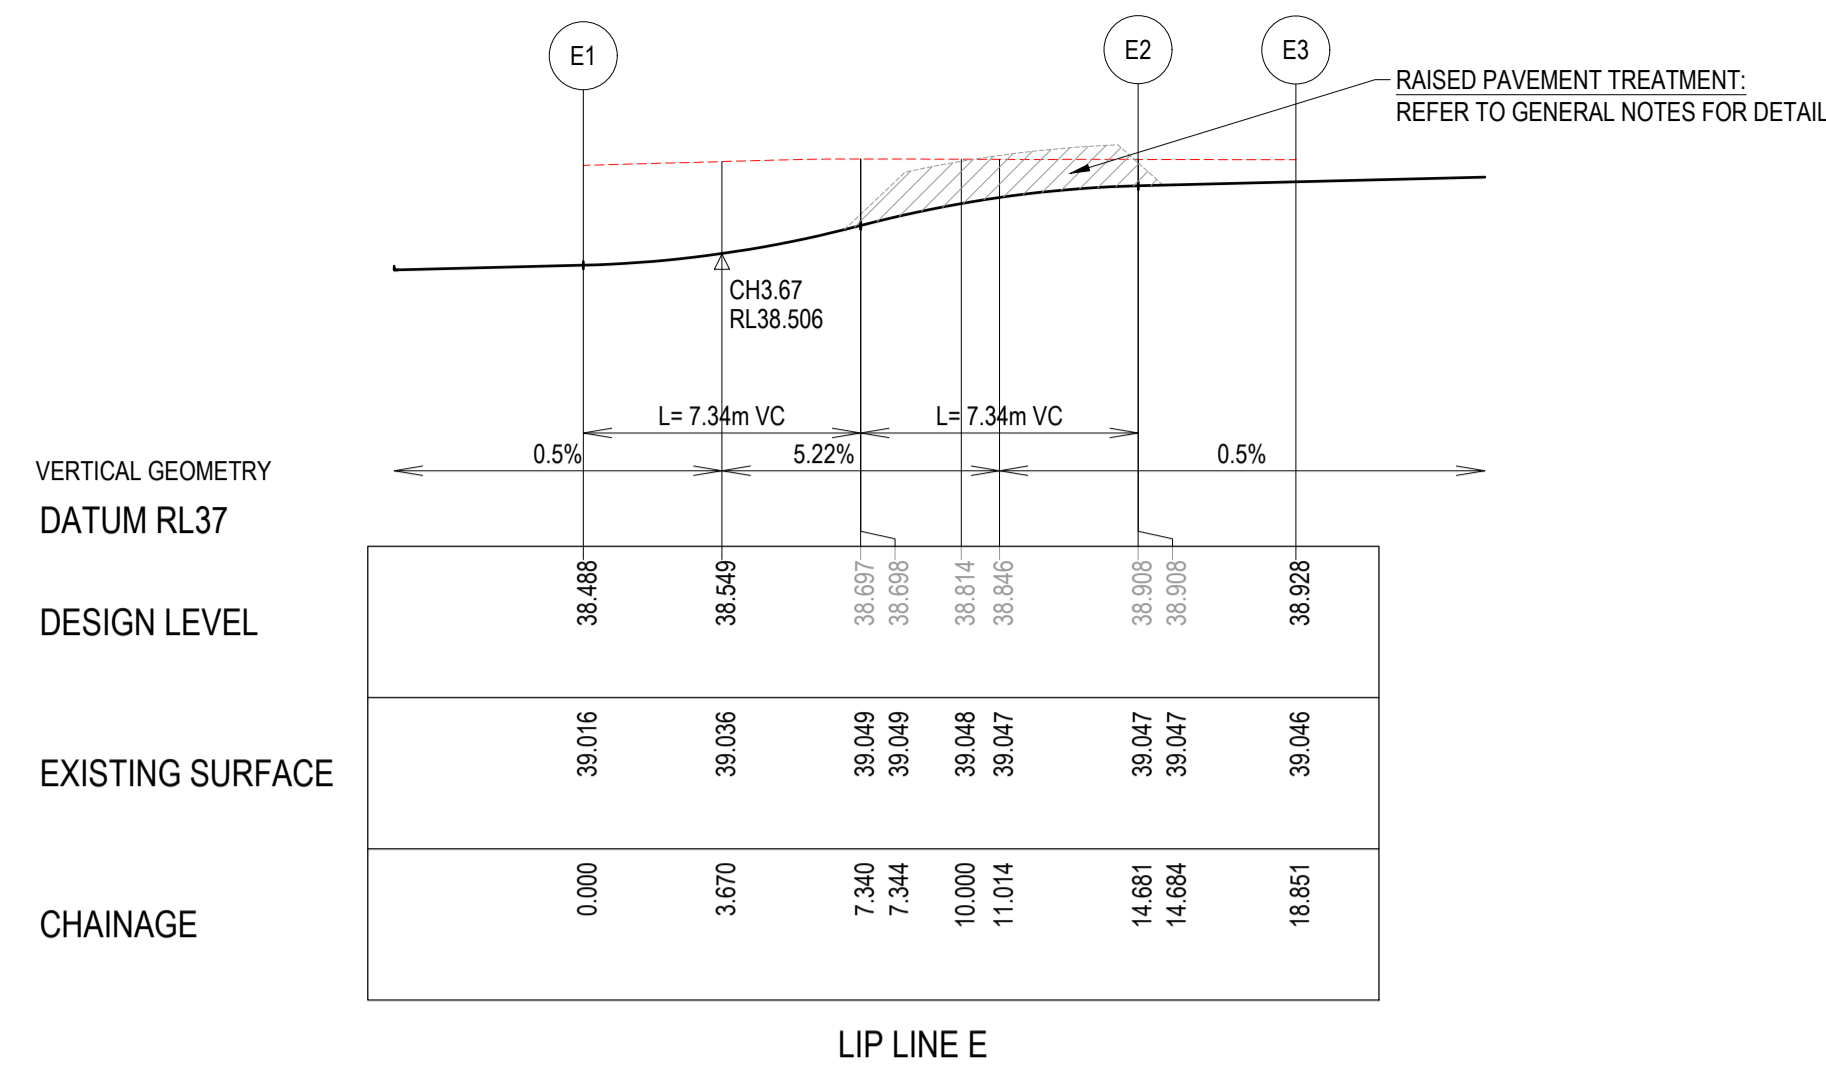 E1
E2
E3
RAISED PAVEMENT TREATMENT:
REFER TO GENERAL NOTES FOR DETAIL
CH3.67
RL38.506
L= 7.34m VC
L= 7.34m VC
0.5%
5.22%
0.5%
VERTICAL GEOMETRY
DATUM RL37
DESIGN LEVEL
38.488
38.549
38.697
38.698
38.814
38.846
38.908
38.908
38.928
EXISTING SURFACE
39.016
39.036
39.049
39.049
39.048
39.047
39.047
39.047
39.046
CHAINAGE
0.000
3.670
7.340
7.344
10.000
11.014
14.681
14.684
18.851
LIP LINE E